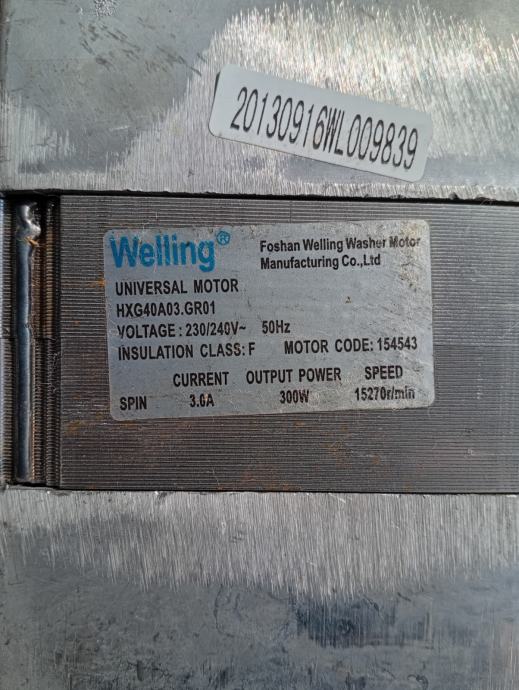 20130916WL009839
Welling®
Foshan Welling Washer Motor
Manufacturing Co.,Ltd
UNIVERSAL MOTOR
HXG40A03.GR01
VOLTAGE : 230/240V~ 50Hz
INSULATION CLASS: F MOTOR CODE: 154543
CURRENT OUTPUT POWER SPEED
SPIN 3.0A 300W 15270r/min